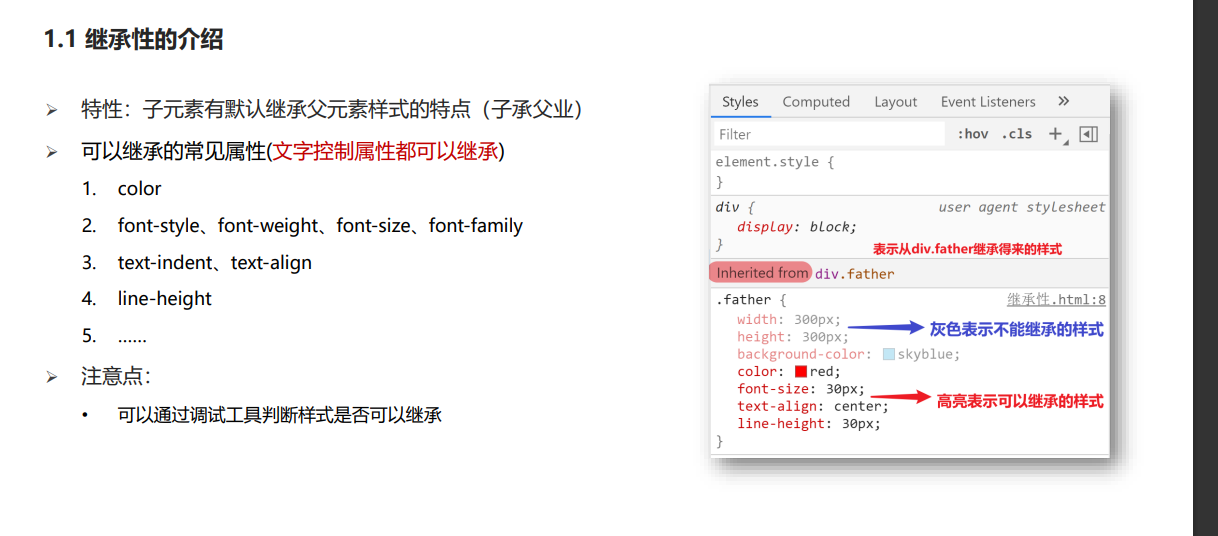 1.1 继承性的介绍
特性：子元素有默认继承父元素样式的特点（子承父业）
可以继承的常见属性(文字控制属性都可以继承)
1. color
2. font-style、font-weight、font-size、font-family
3. text-indent、text-align
4. line-height
5. ……
注意点：
• 可以通过调试工具判断样式是否可以继承
Styles Computed Layout Event Listeners »
Filter :hov .cls +
element.style {
}
div { user agent stylesheet
display: block;
}
表示从div.father继承得来的样式
Inherited from div.father
.father { 继承性.html:8
width: 300px;
height: 300px;
灰色表示不能继承的样式
background-color: skyblue;
color: red;
font-size: 30px;
高亮表示可以继承的样式
text-align: center;
line-height: 30px;
}